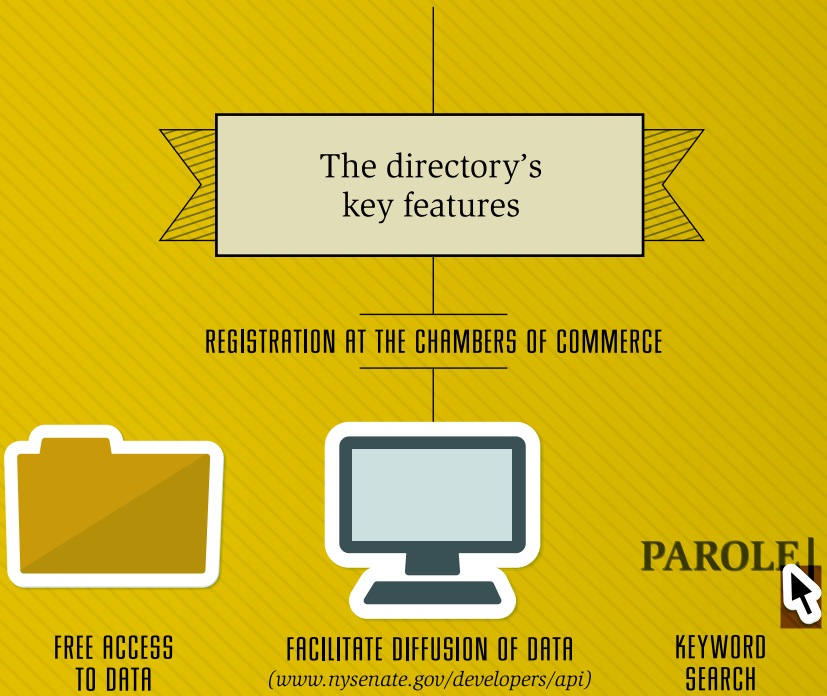 The directory's
key features
REGISTRATION AT THE CHAMBERS OF COMMERCE
PAROLE
FREE ACCESS
TO DATA
FACILITATE DIFFUSION OF DATA
(www.nysenate.gov/developers/api)
KEYWORD
SEARCH